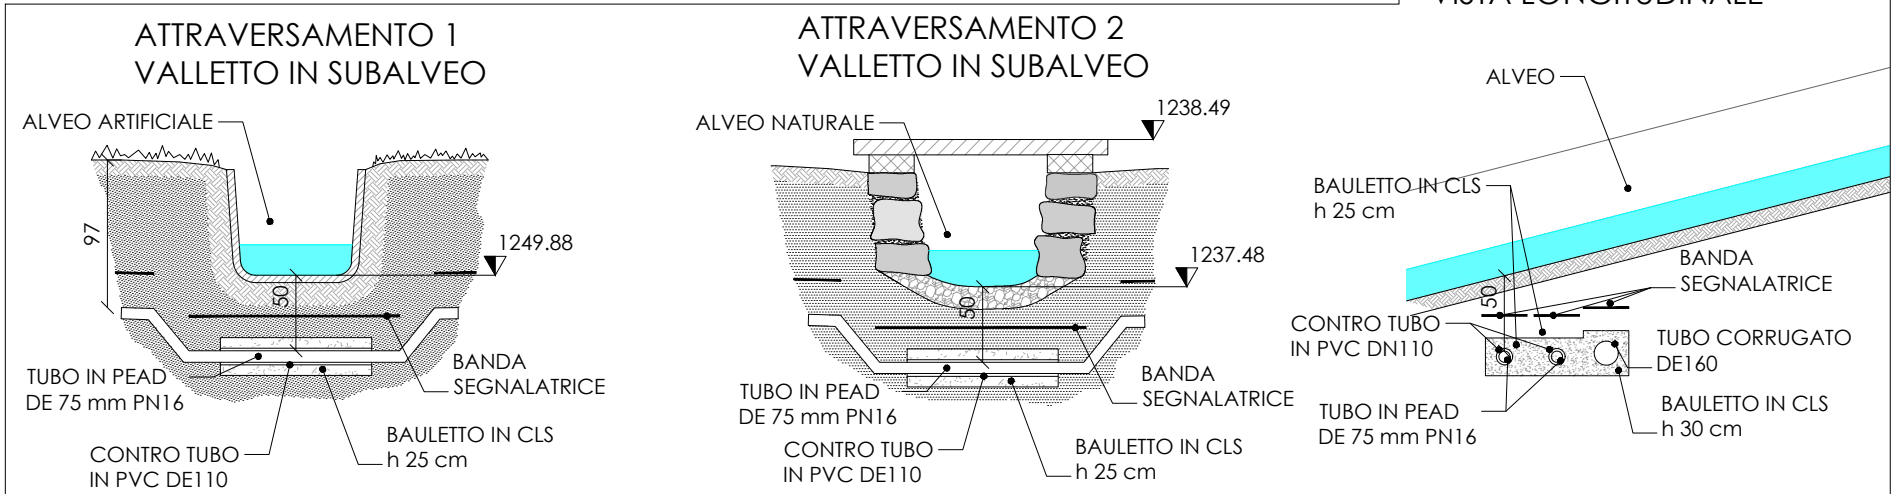 VISTA LONGITUDINALE
ATTRAVERSAMENTO 1
VALLETTO IN SUBALVEO
ALVEO ARTIFICIALE
97
1249.88
50
BANDA
SEGNALATRICE
TUBO IN PEAD
DE 75 mm PN16
CONTRO TUBO
IN PVC DE110
BAULETTO IN CLS
h 25 cm
ATTRAVERSAMENTO 2
VALLETTO IN SUBALVEO
1238.49
ALVEO NATURALE
1237.48
50
BANDA
SEGNALATRICE
TUBO IN PEAD
DE 75 mm PN16
CONTRO TUBO
IN PVC DE110
BAULETTO IN CLS
h 25 cm
ALVEO
BAULETTO IN CLS
h 25 cm
BANDA
SEGNALATRICE
50
CONTRO TUBO
IN PVC DN110
TUBO CORRUGATO
DE160
TUBO IN PEAD
DE 75 mm PN16
BAULETTO IN CLS
h 30 cm